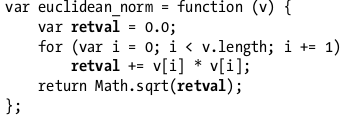 var euclidean_norm = function (v) {
    var retval = 0.0;
    for (var i = 0; i < v.length; i += 1)
        retval += v[i] * v[i];
    return Math.sqrt(retval);
};